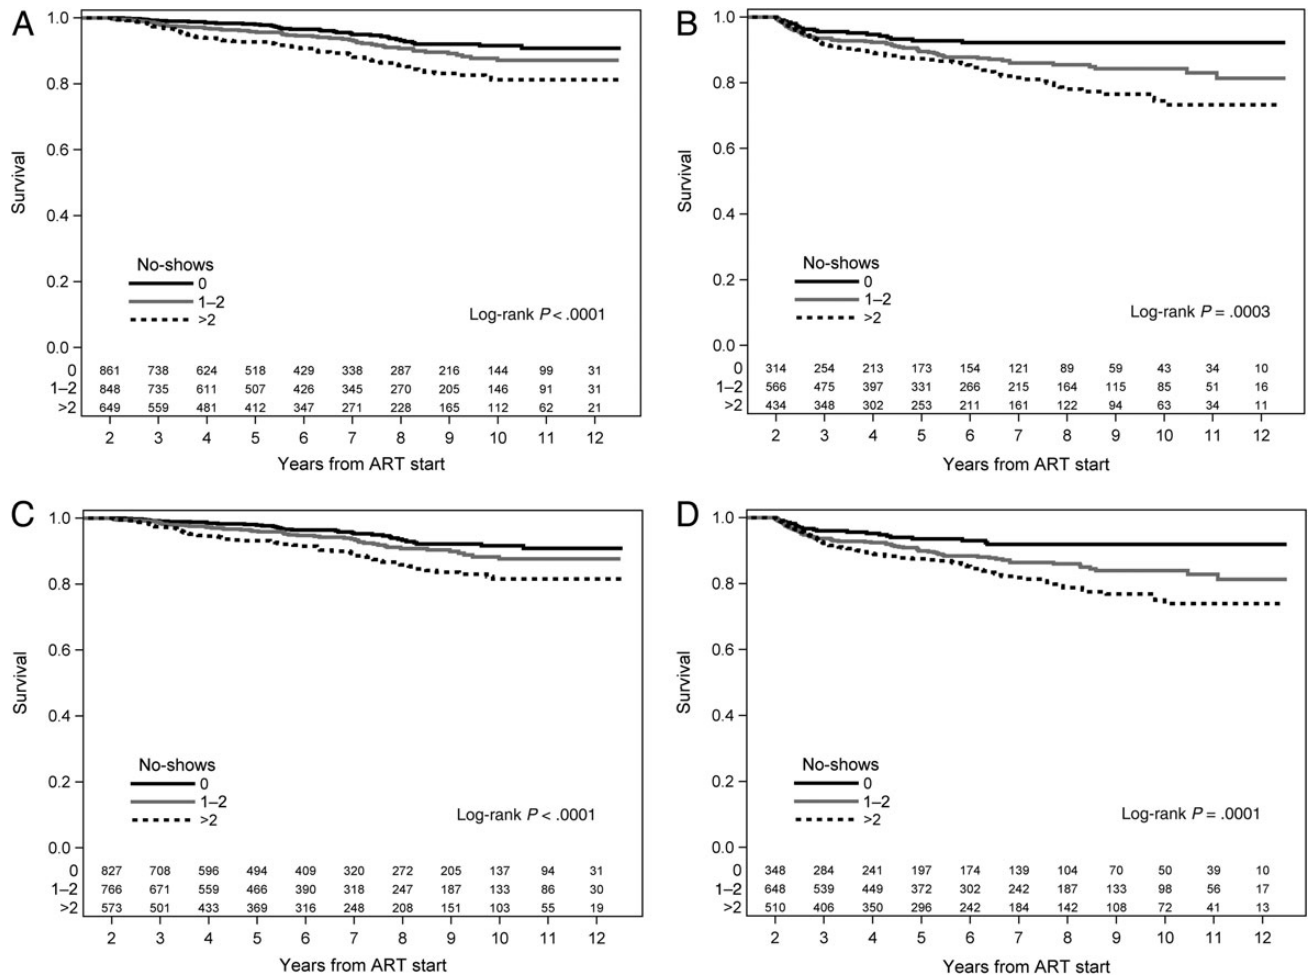 A
1.0
0.8
0.6
0.4
0.2
0.0
Survival
No-shows
0
1–2
>2
Log-rank P < .0001
0 861 738 624 518 429 338 287 216 144 99 31
1–2 848 735 611 507 426 345 270 205 146 91 31
>2 649 559 481 412 347 271 228 165 112 62 21
2 3 4 5 6 7 8 9 10 11 12
Years from ART start
B
1.0
0.8
0.6
0.4
0.2
0.0
Survival
No-shows
0
1–2
>2
Log-rank P = .0003
0 314 254 213 173 154 121 89 59 43 34 10
1–2 566 475 397 331 266 215 164 115 85 51 16
>2 434 348 302 253 211 161 122 94 63 34 11
2 3 4 5 6 7 8 9 10 11 12
Years from ART start
C
1.0
0.8
0.6
0.4
0.2
0.0
Survival
No-shows
0
1–2
>2
Log-rank P < .0001
0 827 708 596 494 409 320 272 205 137 94 31
1–2 766 671 559 466 390 318 247 187 133 86 30
>2 573 501 433 369 316 248 208 151 103 55 19
2 3 4 5 6 7 8 9 10 11 12
Years from ART start
D
1.0
0.8
0.6
0.4
0.2
0.0
Survival
No-shows
0
1–2
>2
Log-rank P = .0001
0 348 284 241 197 174 139 104 70 50 39 10
1–2 648 539 449 372 302 242 187 133 98 56 17
>2 510 406 350 296 242 184 142 108 72 41 13
2 3 4 5 6 7 8 9 10 11 12
Years from ART start